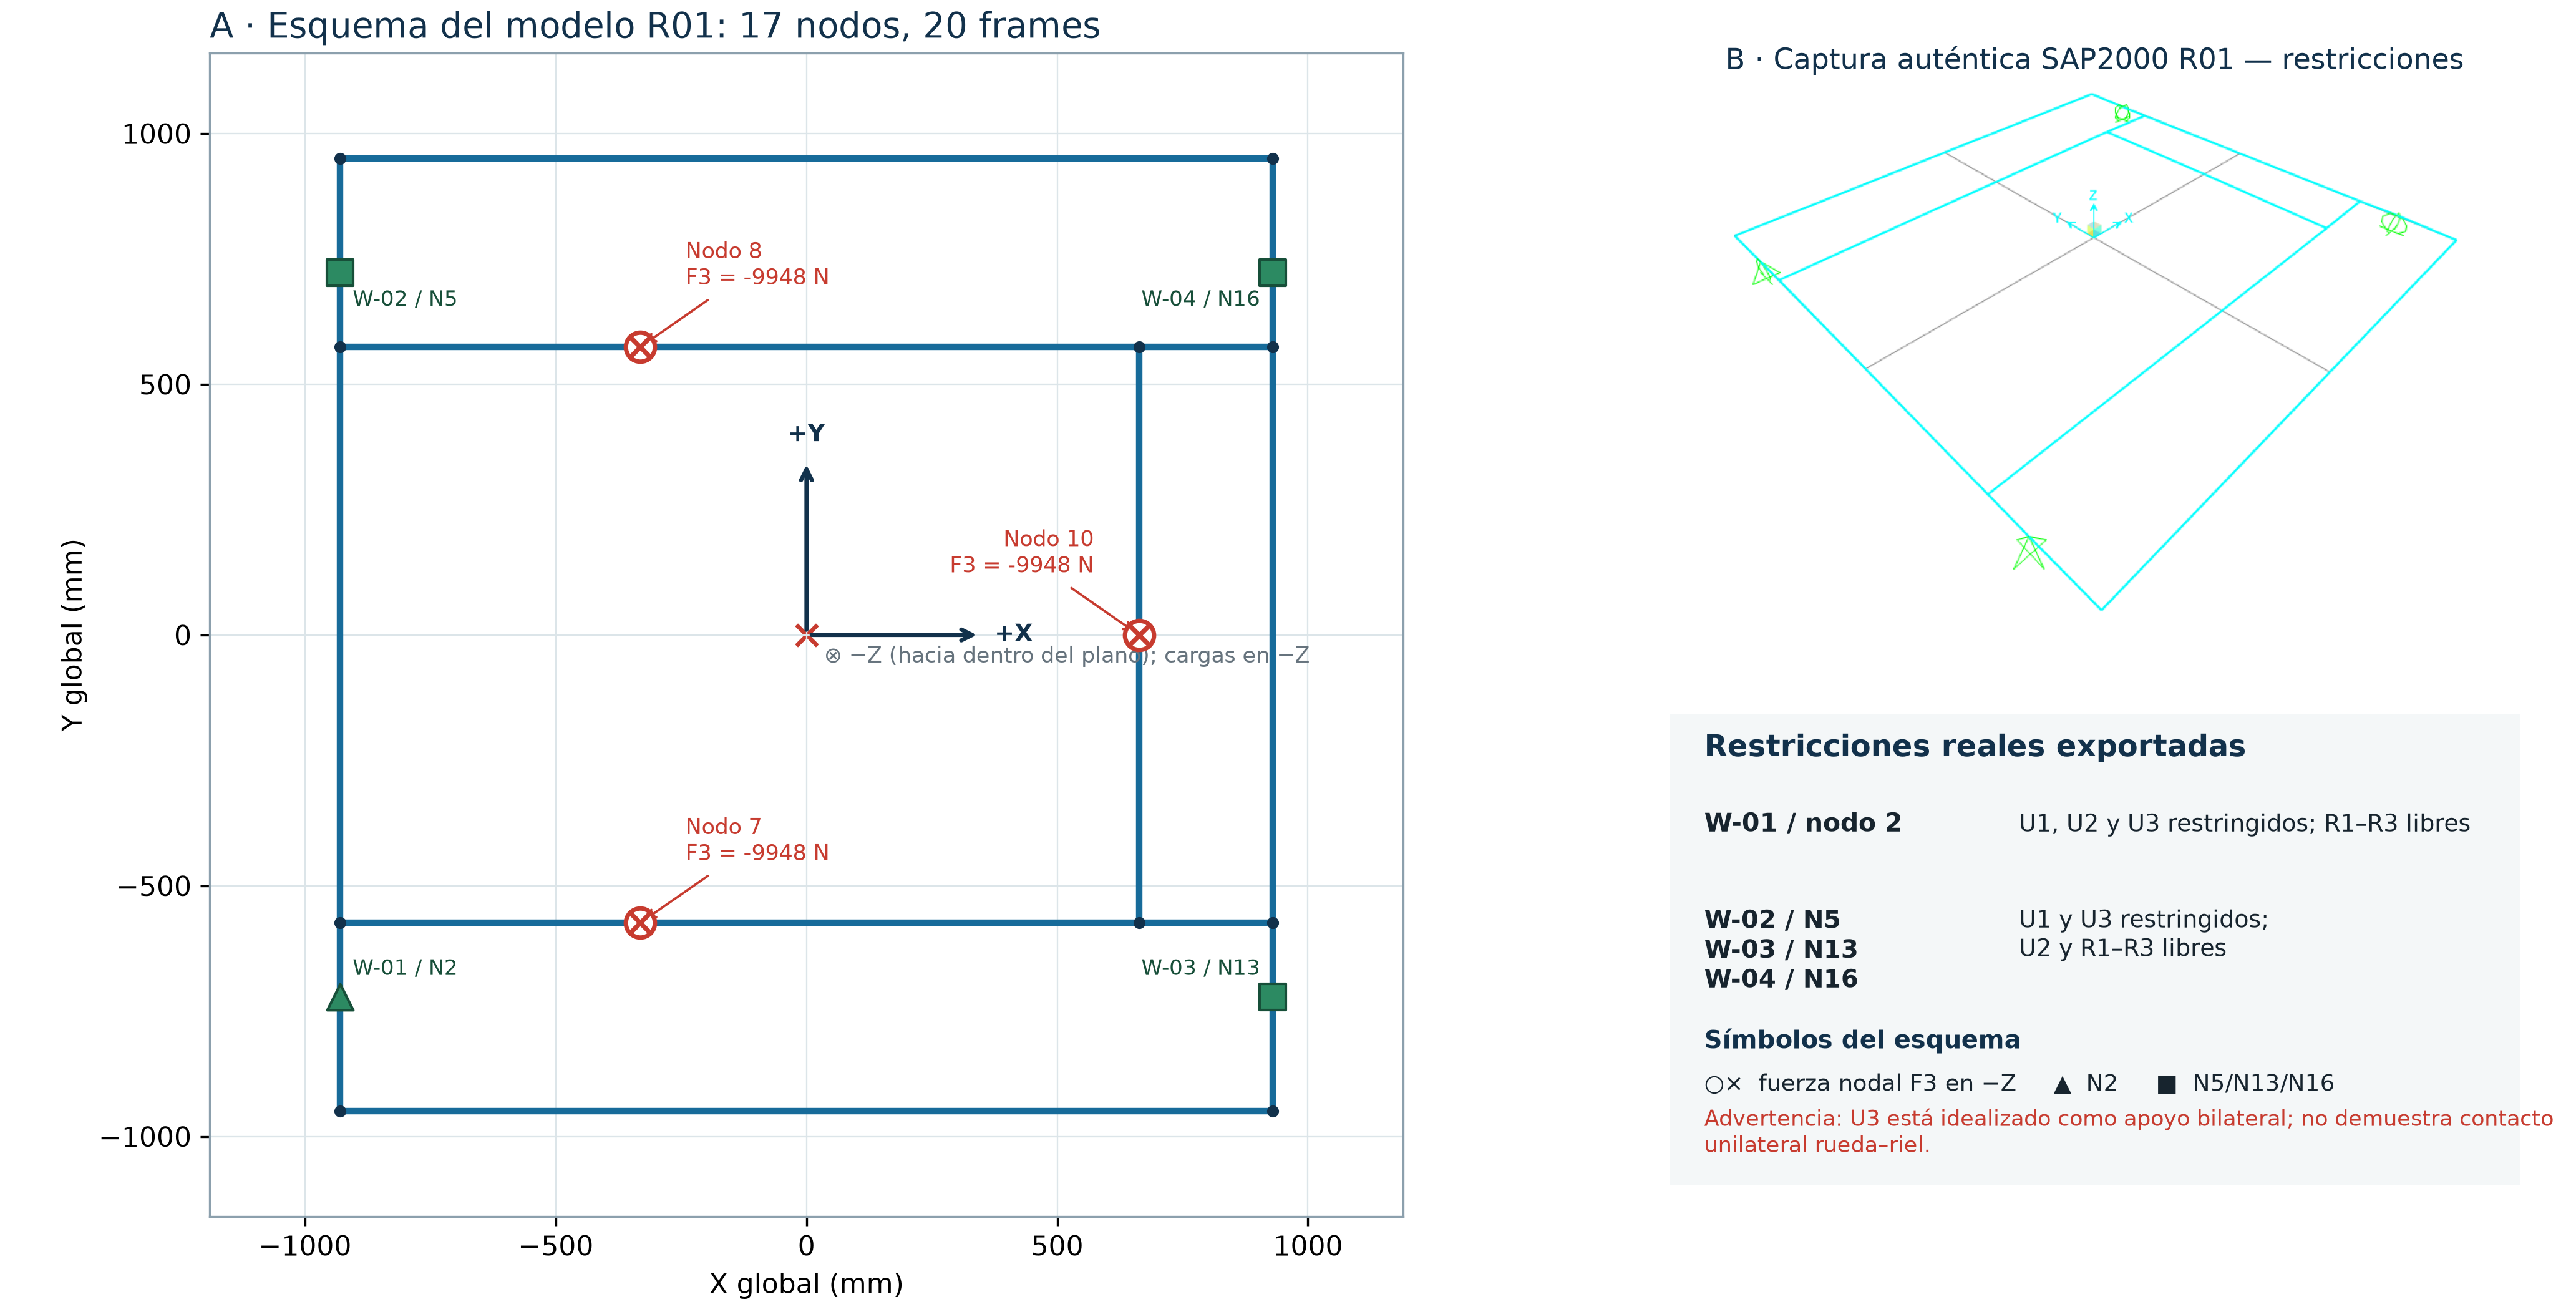 A · Esquema del modelo R01: 17 nodos, 20 frames
1000
500
0
−500
−1000
Y global (mm)
−1000
−500
0
500
1000
X global (mm)
Nodo 8
F3 = -9948 N
W-02 / N5
W-04 / N16
+Y
Nodo 10
F3 = -9948 N
+X
⊗ −Z (hacia dentro del plano); cargas en −Z
Nodo 7
F3 = -9948 N
W-01 / N2
W-03 / N13
B · Captura auténtica SAP2000 R01 — restricciones
Z
Y
X
Restricciones reales exportadas
W-01 / nodo 2
U1, U2 y U3 restringidos; R1–R3 libres
W-02 / N5
W-03 / N13
W-04 / N16
U1 y U3 restringidos;
U2 y R1–R3 libres
Símbolos del esquema
○× fuerza nodal F3 en −Z ▲ N2 ■ N5/N13/N16
Advertencia: U3 está idealizado como apoyo bilateral; no demuestra contacto
unilateral rueda–riel.